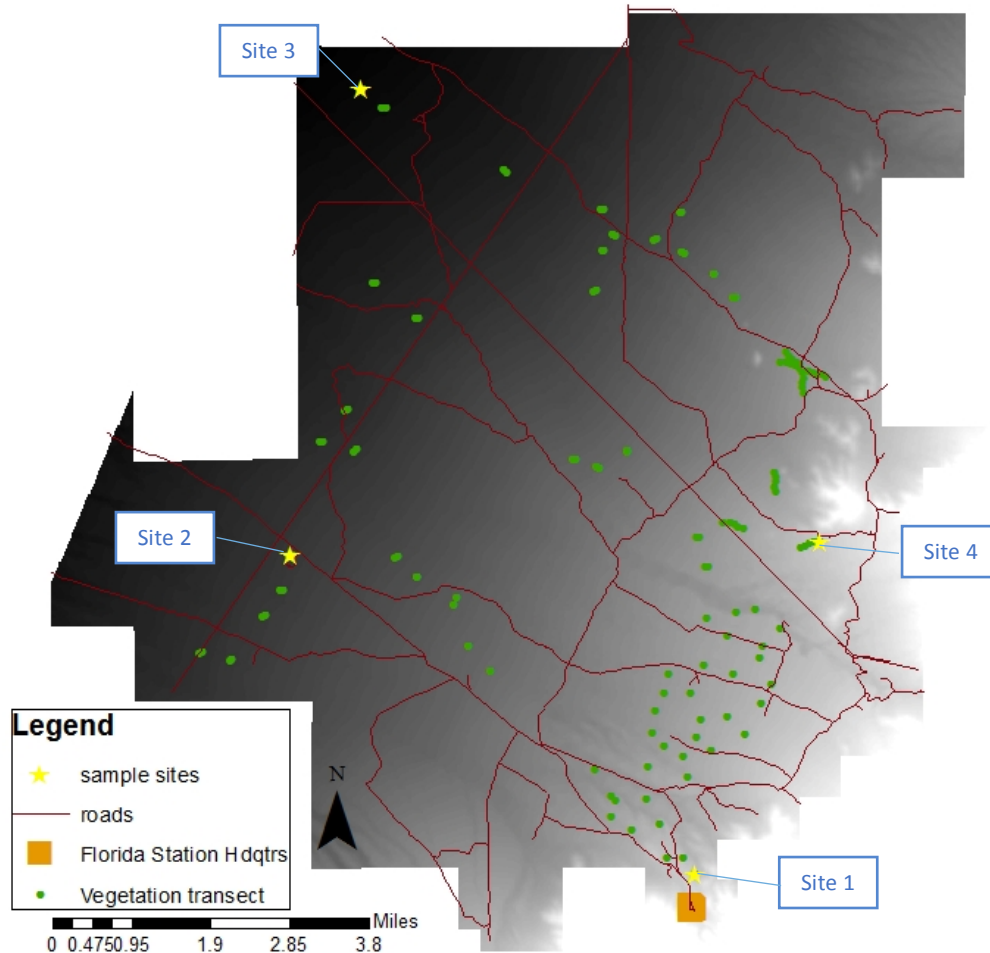 Site 3
Site 2
Site 4
Site 1
N
Legend
sample sites
roads
Florida Station Hdqtrs
Vegetation transect
Miles
0 0.4750.95 1.9 2.85 3.8